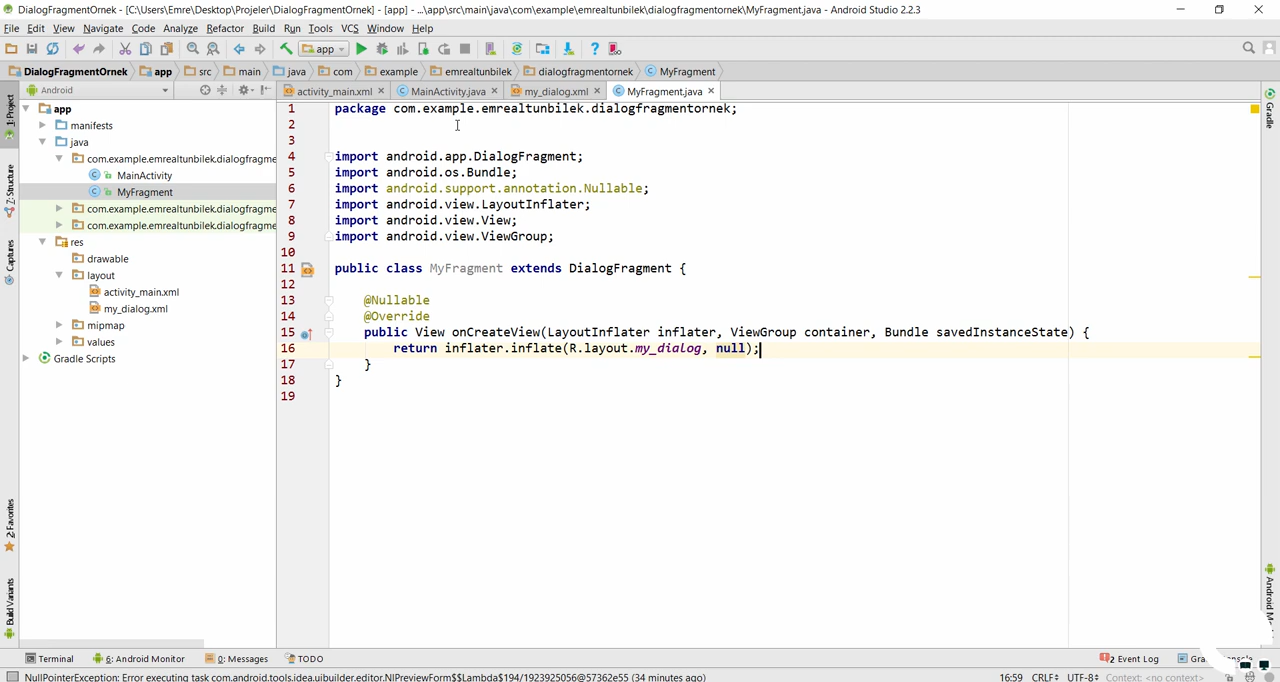 DialogFragmentOrnek - [C:\Users\Emre\Desktop\Projeler\DialogFragmentOrnek] - [app] - ...\app\src\main\java\com\example\emrealtunbilek\dialogfragmentornek\MyFragment.java - Android Studio 2.2.3
File Edit View Navigate Code Analyze Refactor Build Run Tools VCS Window Help
app
DialogFragmentOrnek app src main java com example emrealtunbilek dialogfragmentornek MyFragment
Android
activity_main.xml MainActivity.java my_dialog.xml MyFragment.java
1: Project
7: Structure
Captures
2: Favorites
Build Variants
app
manifests
java
com.example.emrealtunbilek.dialogfragme
MainActivity
MyFragment
com.example.emrealtunbilek.dialogfragme
com.example.emrealtunbilek.dialogfragme
res
drawable
layout
activity_main.xml
my_dialog.xml
mipmap
values
Gradle Scripts
1 package com.example.emrealtunbilek.dialogfragmentornek;
2
3
4 import android.app.DialogFragment;
5 import android.os.Bundle;
6 import android.support.annotation.Nullable;
7 import android.view.LayoutInflater;
8 import android.view.View;
9 import android.view.ViewGroup;
10
11 public class MyFragment extends DialogFragment {
12
13 @Nullable
14 @Override
15 public View onCreateView(LayoutInflater inflater, ViewGroup container, Bundle savedInstanceState) {
16 return inflater.inflate(R.layout.my_dialog, null);
17 }
18 }
19
Gradle
Terminal 6: Android Monitor 0: Messages TODO 2 Event Log
NullPointerException: Error executing task com.android.tools.idea.uibuilder.editor.NlPreviewForm$$Lambda$194/1923925056@57362e55 (34 minutes ago) 16:59 CRLF UTF-8 Context: <no context>